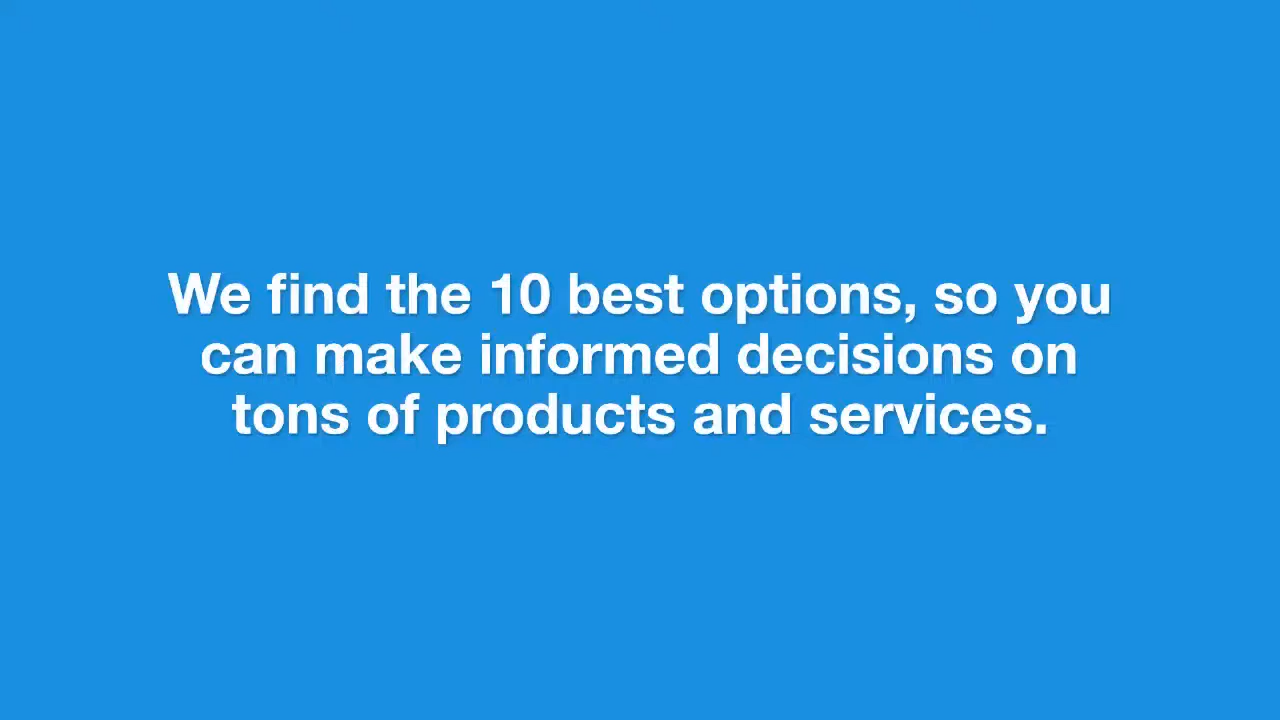 We find the 10 best options, so you
can make informed decisions on
tons of products and services.